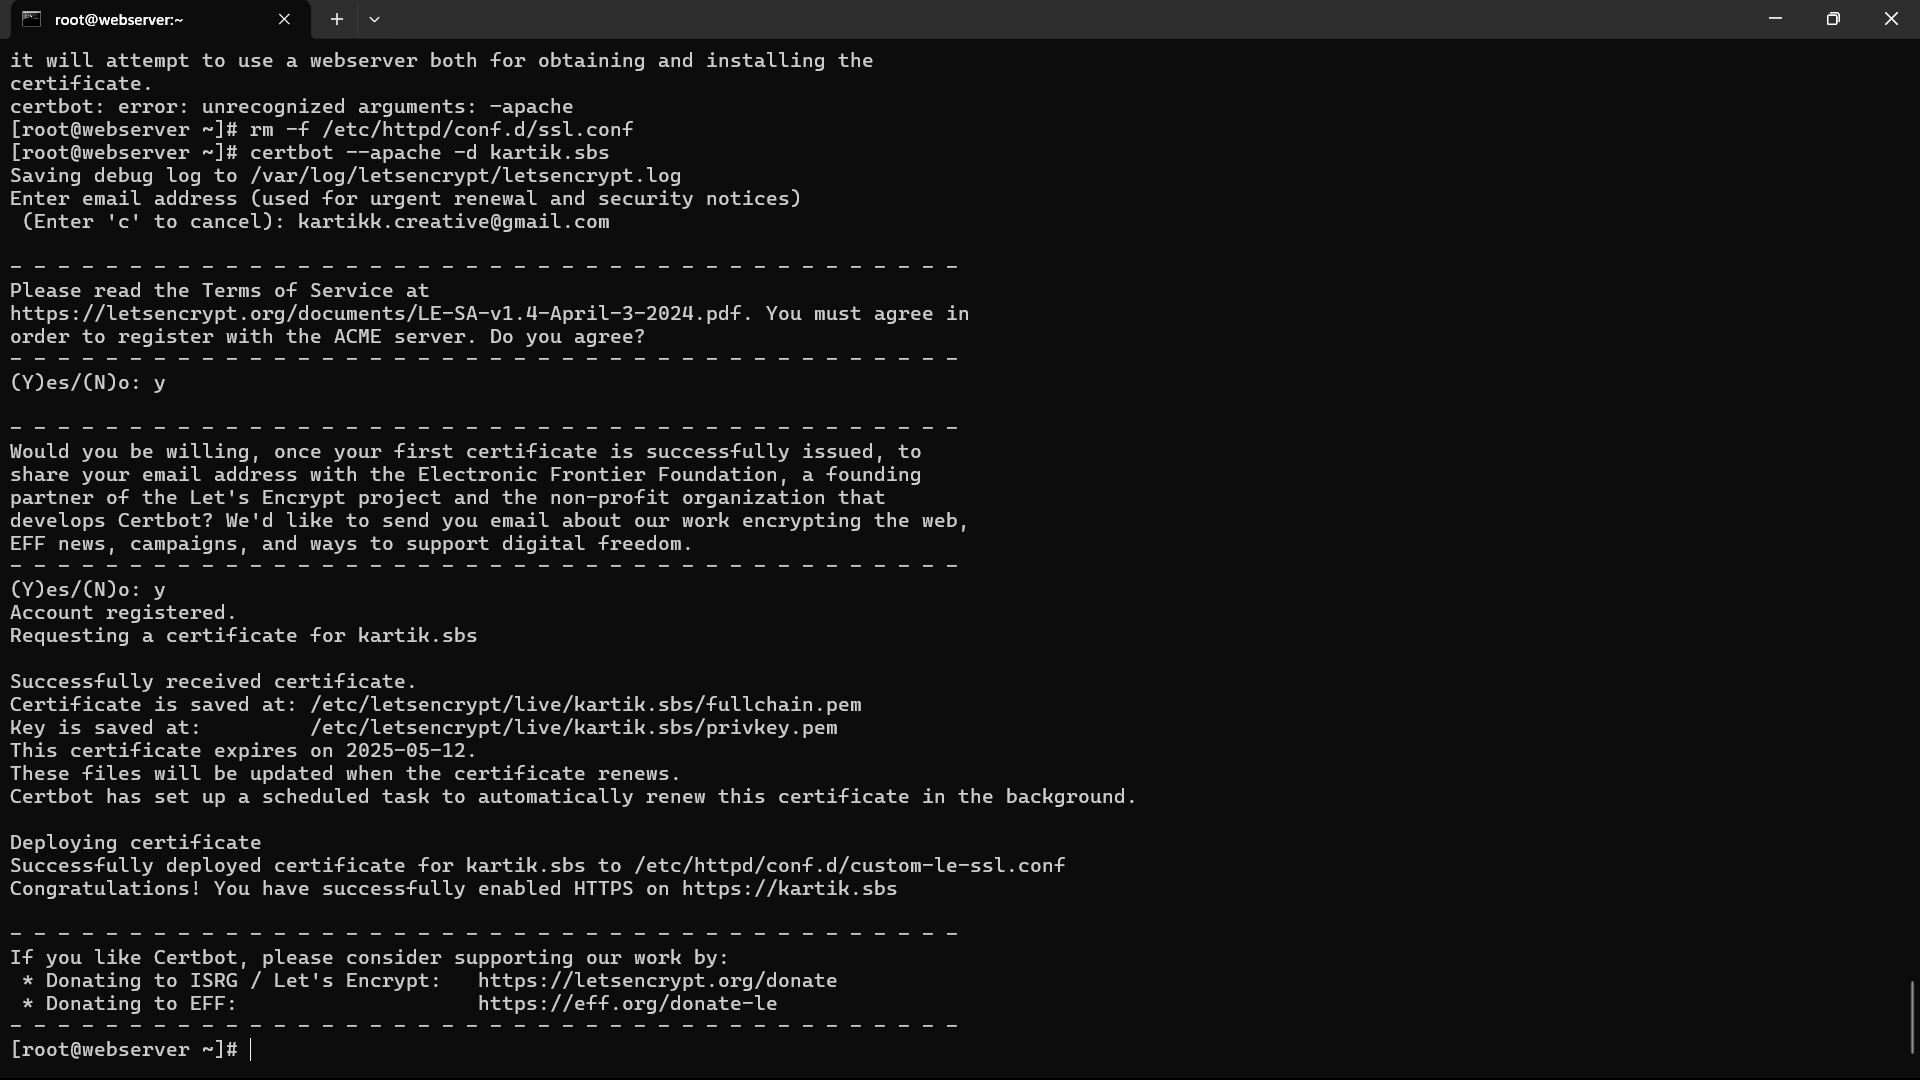 root@webserver:~
it will attempt to use a webserver both for obtaining and installing the
certificate.
certbot: error: unrecognized arguments: -apache
[root@webserver ~]# rm -f /etc/httpd/conf.d/ssl.conf
[root@webserver ~]# certbot --apache -d kartik.sbs
Saving debug log to /var/log/letsencrypt/letsencrypt.log
Enter email address (used for urgent renewal and security notices)
 (Enter 'c' to cancel): kartikk.creative@gmail.com

- - - - - - - - - - - - - - - - - - - - - - - - - - - - - - - - - - - - - - - -
Please read the Terms of Service at
https://letsencrypt.org/documents/LE-SA-v1.4-April-3-2024.pdf. You must agree in
order to register with the ACME server. Do you agree?
- - - - - - - - - - - - - - - - - - - - - - - - - - - - - - - - - - - - - - - -
(Y)es/(N)o: y

- - - - - - - - - - - - - - - - - - - - - - - - - - - - - - - - - - - - - - - -
Would you be willing, once your first certificate is successfully issued, to
share your email address with the Electronic Frontier Foundation, a founding
partner of the Let's Encrypt project and the non-profit organization that
develops Certbot? We'd like to send you email about our work encrypting the web,
EFF news, campaigns, and ways to support digital freedom.
- - - - - - - - - - - - - - - - - - - - - - - - - - - - - - - - - - - - - - - -
(Y)es/(N)o: y
Account registered.
Requesting a certificate for kartik.sbs

Successfully received certificate.
Certificate is saved at: /etc/letsencrypt/live/kartik.sbs/fullchain.pem
Key is saved at:         /etc/letsencrypt/live/kartik.sbs/privkey.pem
This certificate expires on 2025-05-12.
These files will be updated when the certificate renews.
Certbot has set up a scheduled task to automatically renew this certificate in the background.

Deploying certificate
Successfully deployed certificate for kartik.sbs to /etc/httpd/conf.d/custom-le-ssl.conf
Congratulations! You have successfully enabled HTTPS on https://kartik.sbs

- - - - - - - - - - - - - - - - - - - - - - - - - - - - - - - - - - - - - - - -
If you like Certbot, please consider supporting our work by:
 * Donating to ISRG / Let's Encrypt:   https://letsencrypt.org/donate
 * Donating to EFF:                    https://eff.org/donate-le
- - - - - - - - - - - - - - - - - - - - - - - - - - - - - - - - - - - - - - - -
[root@webserver ~]#